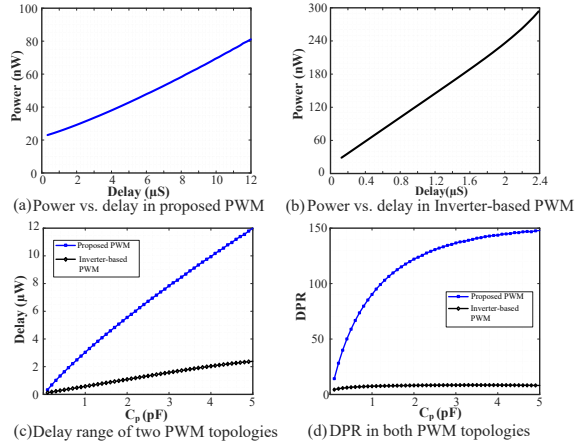 100
80
60
40
20
0
Power (nW)
0 2 4 6 8 10 12
Delay (µS)
(a) Power vs. delay in proposed PWM
300
240
180
120
60
0
Power (nW)
0 0.4 0.8 1.2 1.6 2 2.4
Delay(µS)
(b) Power vs. delay in Inverter-based PWM
12
10
8
6
4
2
0
Delay (µW)
Proposed PWM
Inverter-based
PWM
1 2 3 4 5
Cp (pF)
(c) Delay range of two PWM topologies
150
100
50
0
DPR
Proposed PWM
Inverter-based
PWM
1 2 3 4 5
Cp (pF)
(d) DPR in both PWM topologies